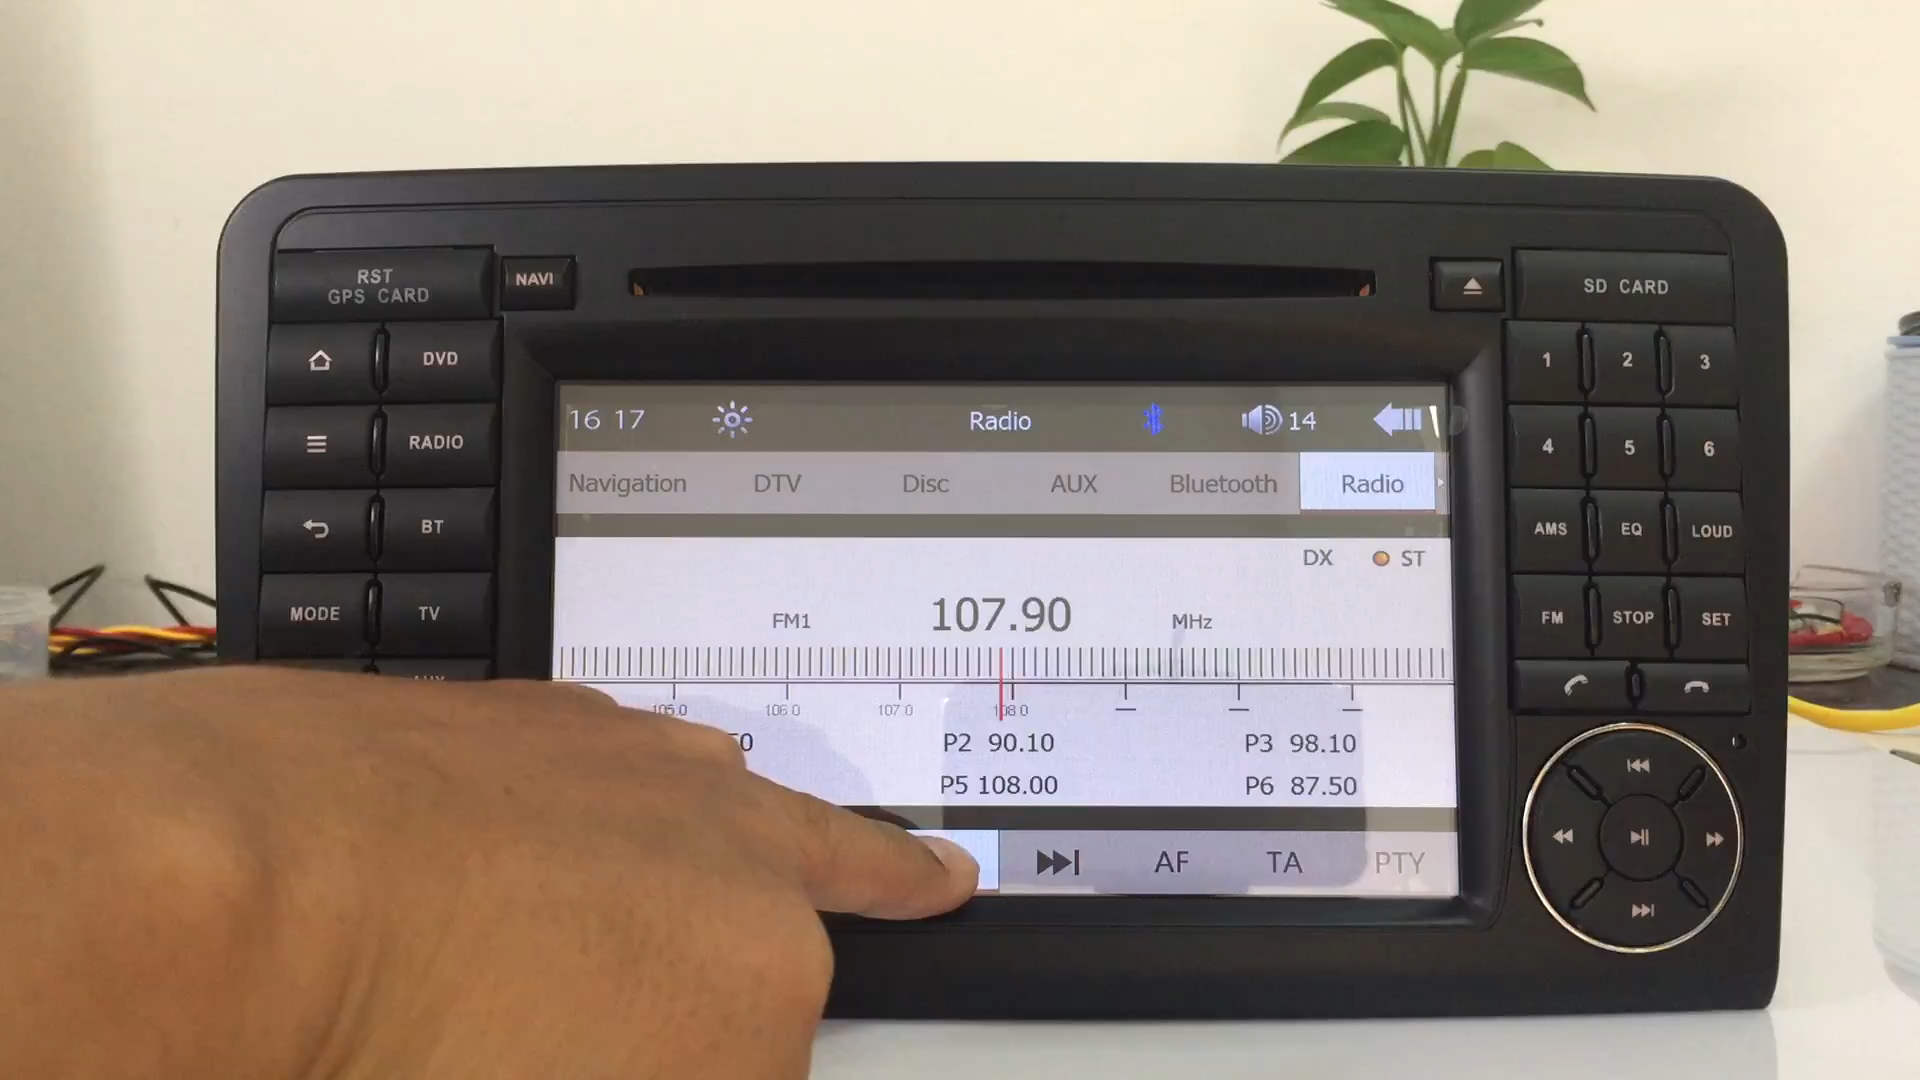 RST
GPS CARD
NAVI
SD CARD
DVD
1 2 3
16 17 Radio 14
RADIO
4 5 6
Navigation DTV Disc AUX Bluetooth Radio
BT
AMS EQ LOUD
DX ST
MODE TV
FM1 107.90 MHz
FM STOP SET
105.0 106.0 107.0 108.0
P2 90.10 P3 98.10
P5 108.00 P6 87.50
AF TA PTY